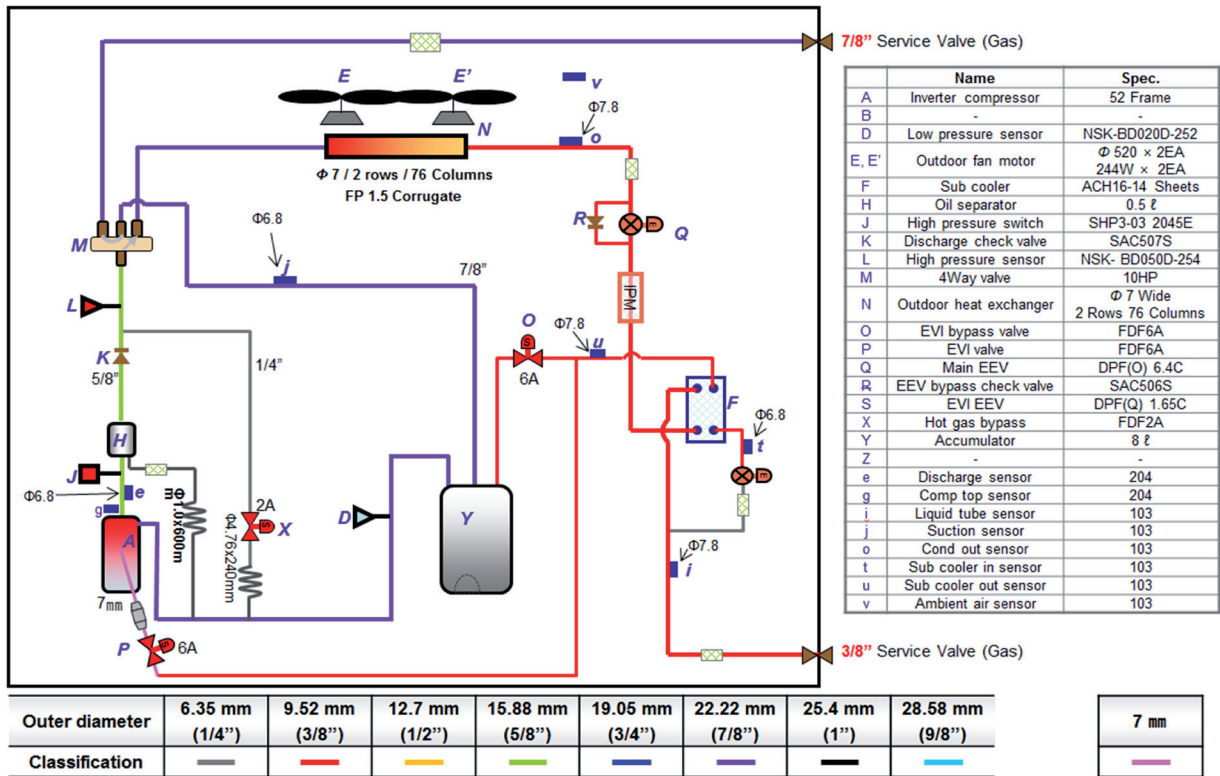 7/8” Service Valve (Gas)
E E’ v
Φ7.8
N o
Φ 7 / 2 rows / 76 Columns
FP 1.5 Corrugate
Φ6.8
M
j
7/8”
R Q
IPM
L
O
Φ7.8
u
K
5/8”
1/4”
S
6A
F
Φ6.8
H
t
E
J
Φ6.8
e
g
Φ1.0x600m
m
2A
S
X
Φ4.76x240mm
D
Y
A
Φ7.8
i
7mm
P
S
6A
3/8” Service Valve (Gas)
Name Spec.
A Inverter compressor 52 Frame
B - -
D Low pressure sensor NSK-BD020D-252
E, E’ Outdoor fan motor Φ 520 × 2EA
244W × 2EA
F Sub cooler ACH16-14 Sheets
H Oil separator 0.5 ℓ
J High pressure switch SHP3-03 2045E
K Discharge check valve SAC507S
L High pressure sensor NSK- BD050D-254
M 4Way valve 10HP
N Outdoor heat exchanger Φ 7 Wide
2 Rows 76 Columns
O EVI bypass valve FDF6A
P EVI valve FDF6A
Q Main EEV DPF(O) 6.4C
R EEV bypass check valve SAC506S
S EVI EEV DPF(Q) 1.65C
X Hot gas bypass FDF2A
Y Accumulator 8 ℓ
Z - -
e Discharge sensor 204
g Comp top sensor 204
i Liquid tube sensor 103
j Suction sensor 103
o Cond out sensor 103
t Sub cooler in sensor 103
u Sub cooler out sensor 103
v Ambient air sensor 103
Outer diameter 6.35 mm (1/4”) 9.52 mm (3/8”) 12.7 mm (1/2”) 15.88 mm (5/8”) 19.05 mm (3/4”) 22.22 mm (7/8”) 25.4 mm (1”) 28.58 mm (9/8”) 7 mm
Classification